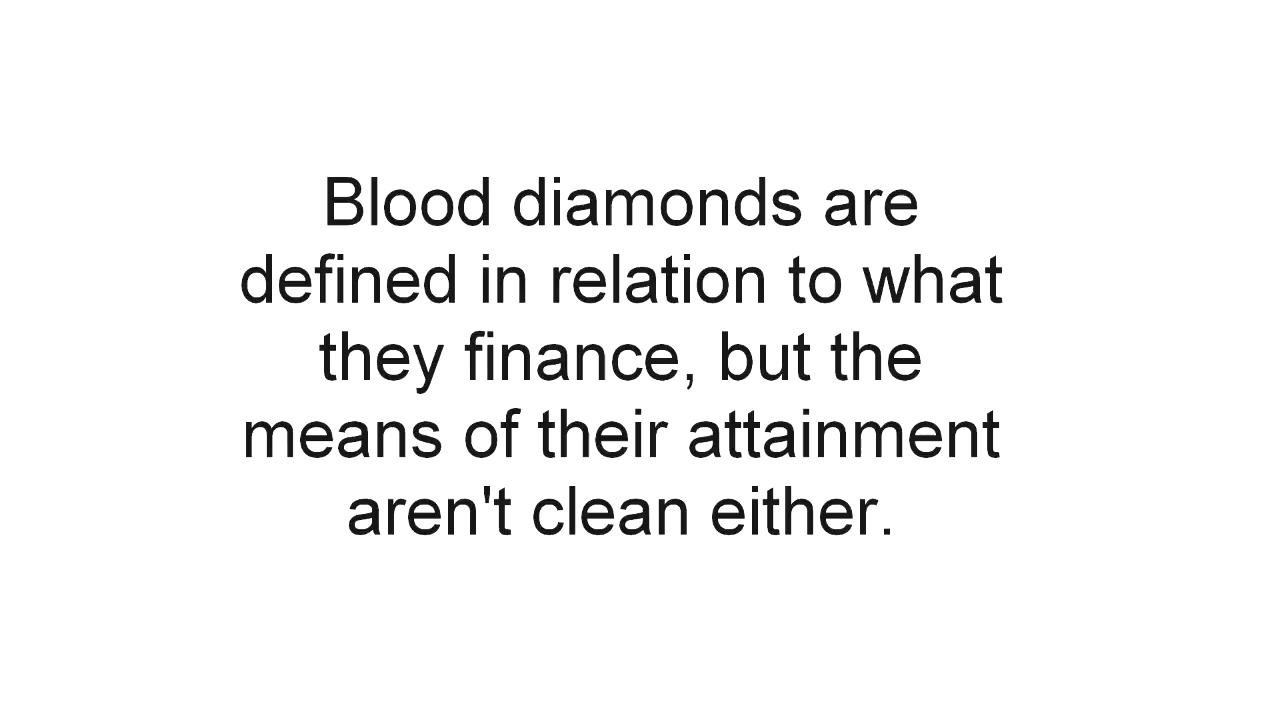 Blood diamonds are
defined in relation to what
they finance, but the
means of their attainment
aren't clean either.